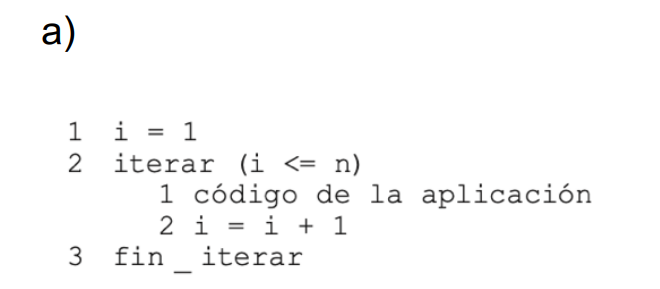 a)
1 i = 1
2 iterar (i <= n)
1 código de la aplicación
2 i = i + 1
3 fin _ iterar